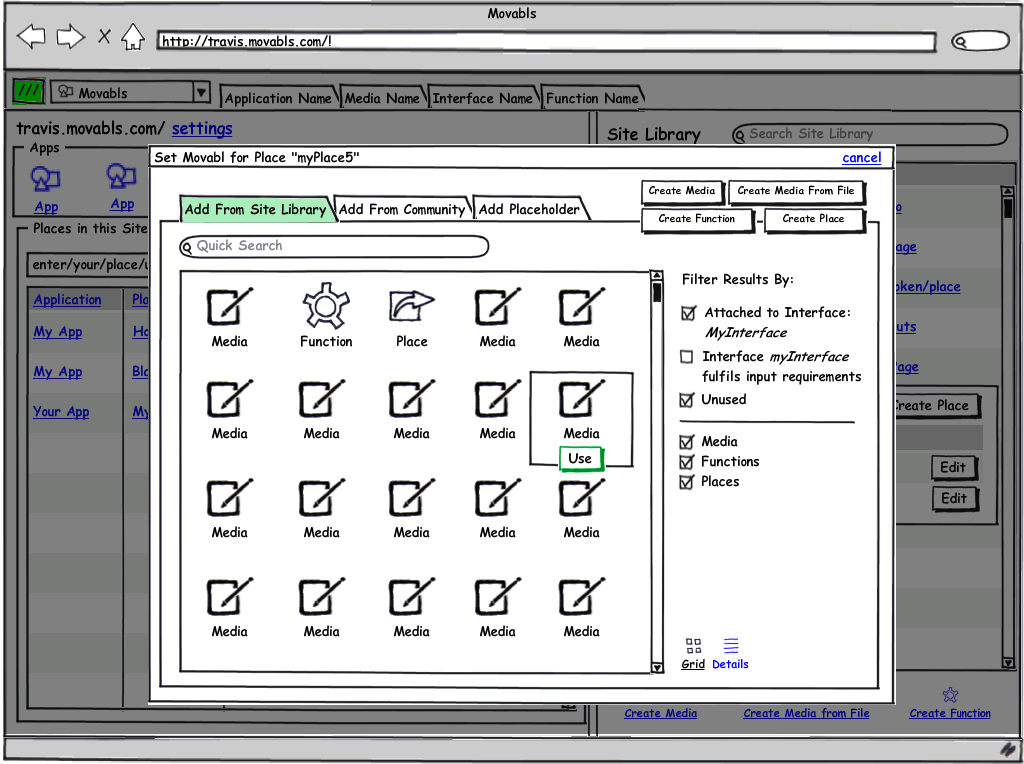 Movabls
http://travis.movabls.com/!
/// Movabls Application Name Media Name Interface Name Function Name
travis.movabls.com/ settings
Site Library Search Site Library
Apps
App App
Places in this Site
enter/your/place/u
Application
My App
My App
Your App My
Set Movabl for Place "myPlace5" cancel
Create Media Create Media From File
Create Function Create Place
Add From Site Library Add From Community Add Placeholder
Quick Search
Media Function Place Media Media
Media Media Media Media Media
Use
Media Media Media Media Media
Media Media Media Media Media
Filter Results By:
Attached to Interface:
MyInterface
Interface myInterface
fulfils input requirements
Unused
Media
Functions
Places
Grid Details
oken/place
Create Place
Edit
Edit
Create Media Create Media from File Create Function